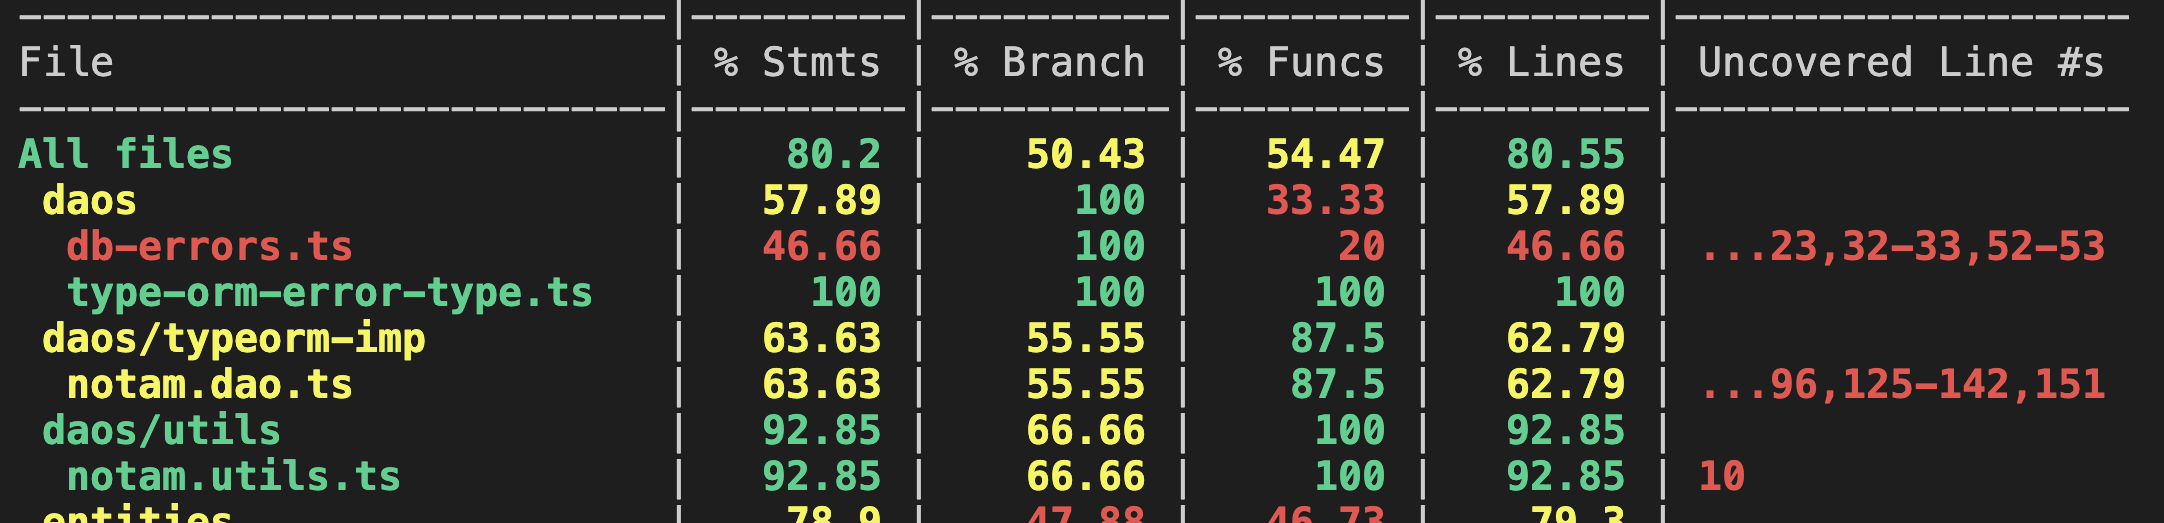 File | % Stmts | % Branch | % Funcs | % Lines | Uncovered Line #s
All files | 80.2 | 50.43 | 54.47 | 80.55 |
daos | 57.89 | 100 | 33.33 | 57.89 |
db-errors.ts | 46.66 | 100 | 20 | 46.66 | ...23,32-33,52-53
type-orm-error-type.ts | 100 | 100 | 100 | 100 |
daos/typeorm-imp | 63.63 | 55.55 | 87.5 | 62.79 |
notam.dao.ts | 63.63 | 55.55 | 87.5 | 62.79 | ...96,125-142,151
daos/utils | 92.85 | 66.66 | 100 | 92.85 |
notam.utils.ts | 92.85 | 66.66 | 100 | 92.85 | 10
entities | 78.9 | 47.88 | 46.73 | 79.3 |